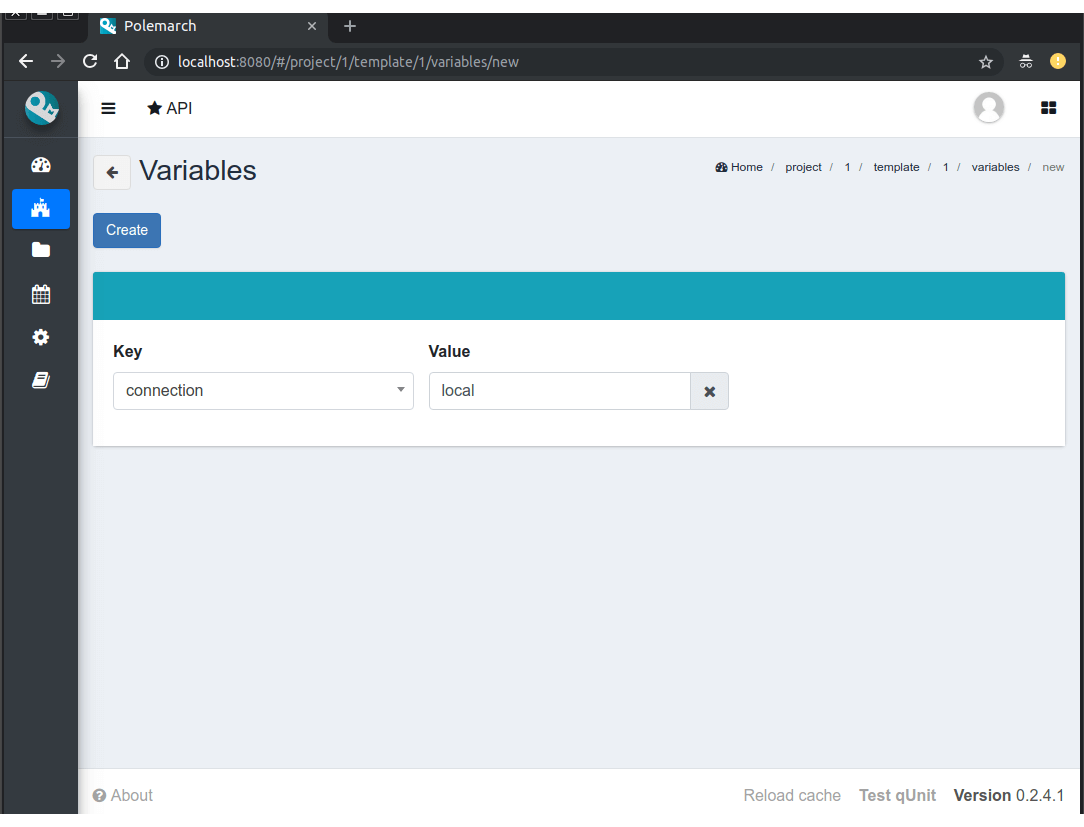 Polemarch
localhost:8080/#/project/1/template/1/variables/new
API
Variables
Home / project / 1 / template / 1 / variables / new
Create
Key
Value
connection
local
About
Reload cache
Test qUnit
Version 0.2.4.1